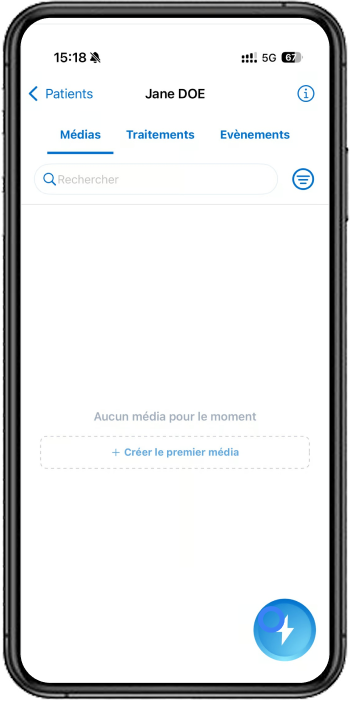 15:18
5G
67
Patients
Jane DOE
Médias
Traitements
Evènements
Rechercher
Aucun média pour le moment
+ Créer le premier média